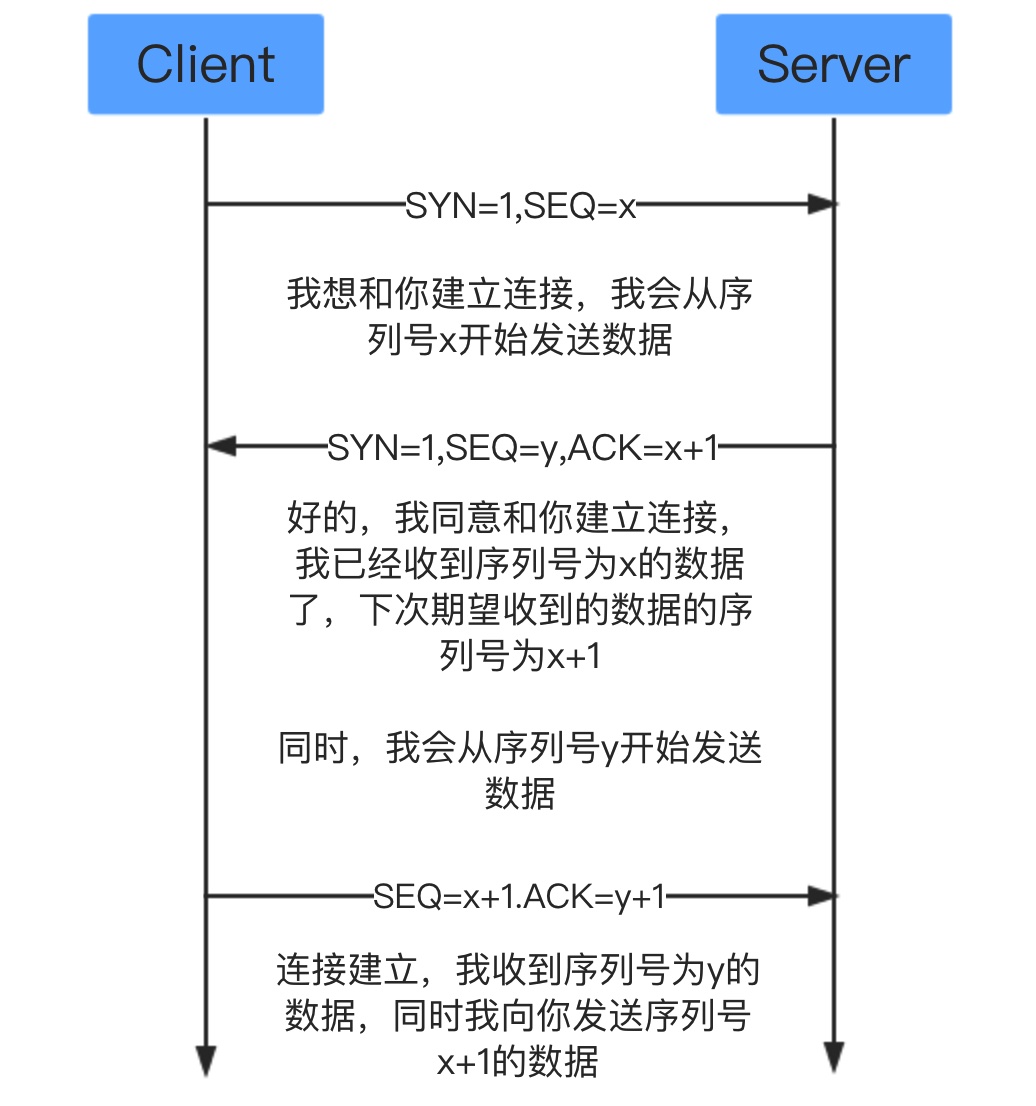 Client
Server
SYN=1,SEQ=x
我想和你建立连接，我会从序
列号x开始发送数据
SYN=1,SEQ=y,ACK=x+1
好的，我同意和你建立连接，
我已经收到序列号为x的数据
了，下次期望收到的数据的序
列号为x+1
同时，我会从序列号y开始发送
数据
SEQ=x+1.ACK=y+1
连接建立，我收到序列号为y的
数据，同时我向你发送序列号
x+1的数据